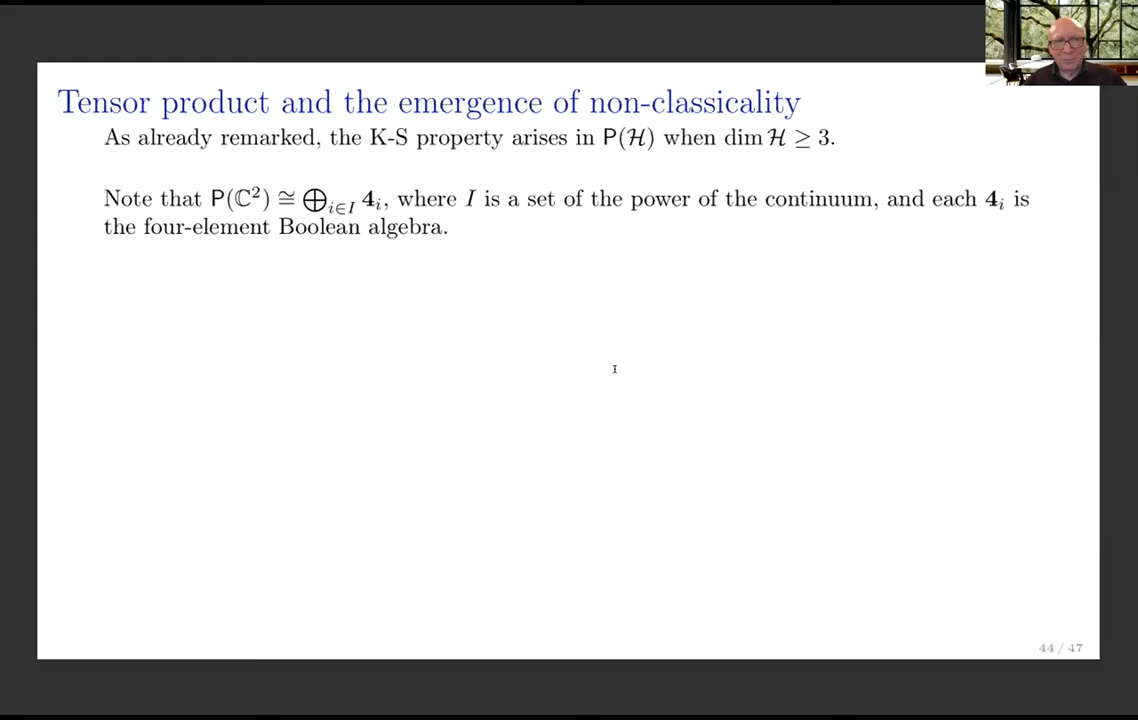 Tensor product and the emergence of non-classicality
As already remarked, the K-S property arises in P(ℋ) when dim ℋ ≥ 3.
Note that P(ℂ²) ≅ ⨁_{i∈I} 𝟒_i, where I is a set of the power of the continuum, and each 𝟒_i is
the four-element Boolean algebra.
44 / 47